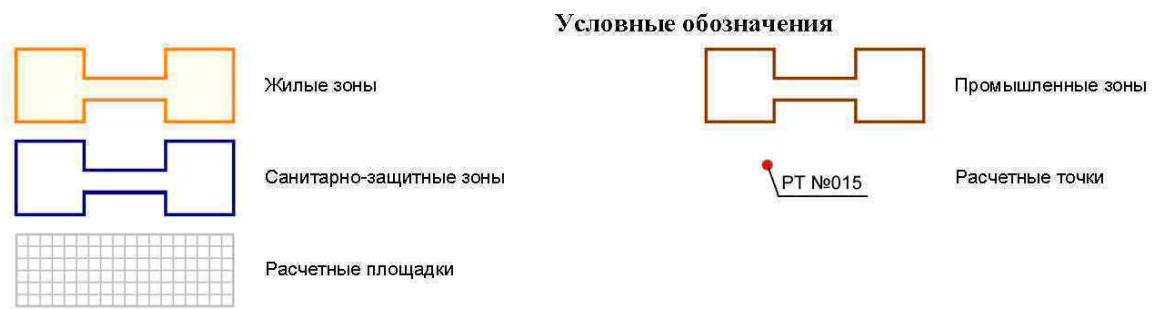 Условные обозначения
Жилые зоны
Промышленные зоны
Санитарно-защитные зоны
РТ №015
Расчетные точки
Расчетные площадки